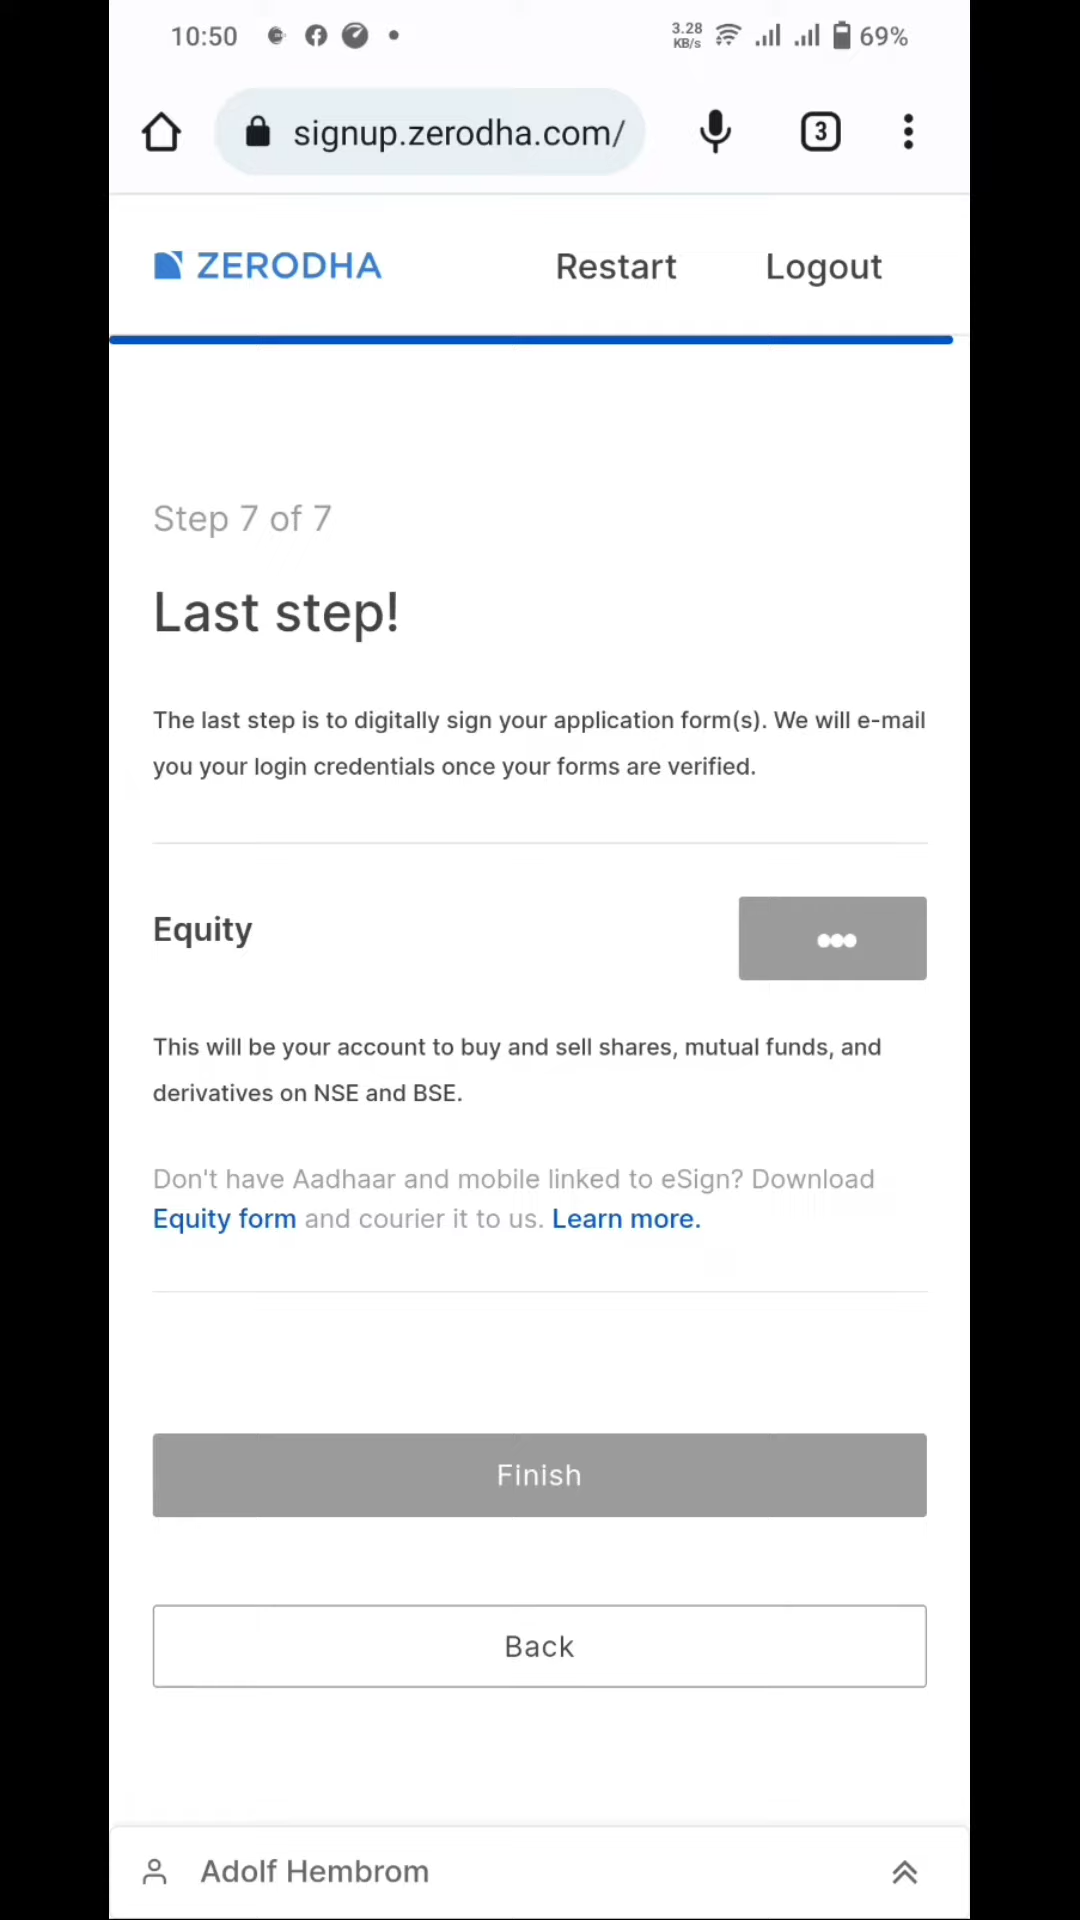 10:50 3.28 KB/s 69%
signup.zerodha.com/ 3
ZERODHA Restart Logout
Step 7 of 7
Last step!
The last step is to digitally sign your application form(s). We will e-mail
you your login credentials once your forms are verified.
Equity
This will be your account to buy and sell shares, mutual funds, and
derivatives on NSE and BSE.
Don't have Aadhaar and mobile linked to eSign? Download
Equity form and courier it to us. Learn more.
Finish
Back
Adolf Hembrom